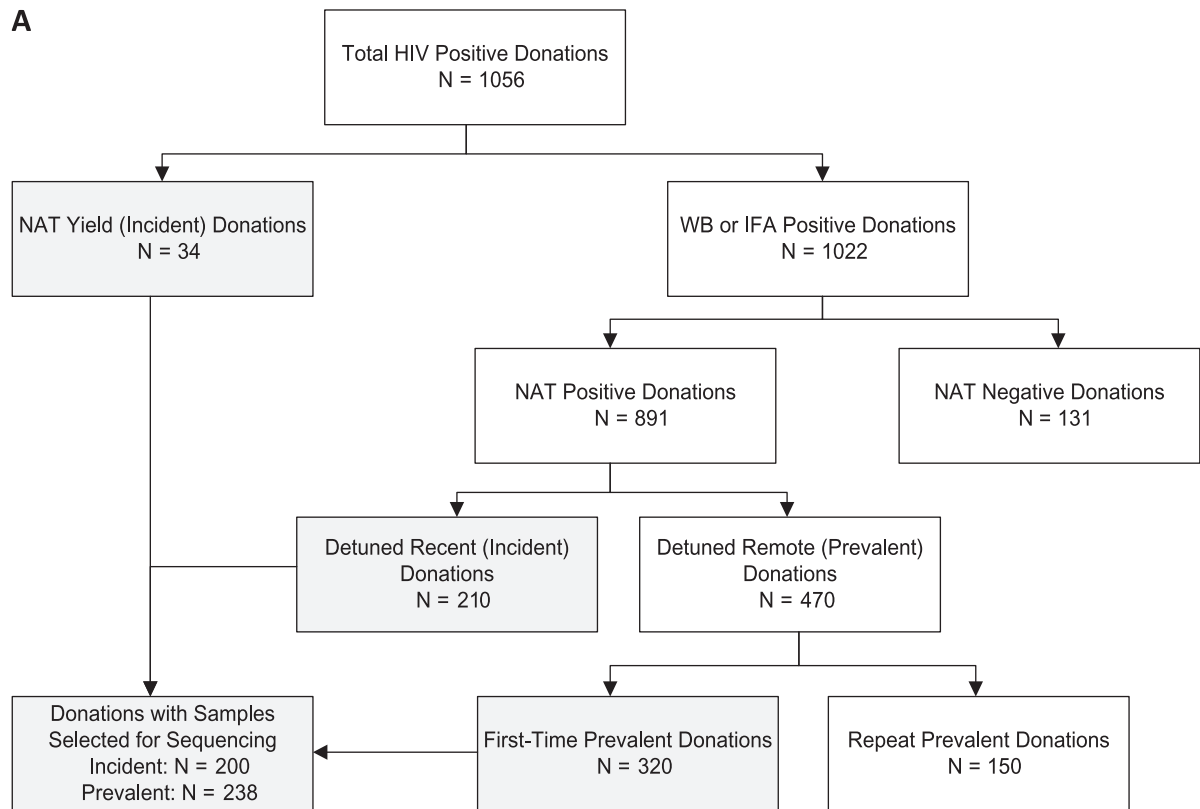 A
Total HIV Positive Donations
N = 1056
NAT Yield (Incident) Donations
N = 34
WB or IFA Positive Donations
N = 1022
NAT Positive Donations
N = 891
NAT Negative Donations
N = 131
Detuned Recent (Incident)
Donations
N = 210
Detuned Remote (Prevalent)
Donations
N = 470
Donations with Samples
Selected for Sequencing
Incident: N = 200
Prevalent: N = 238
First-Time Prevalent Donations
N = 320
Repeat Prevalent Donations
N = 150